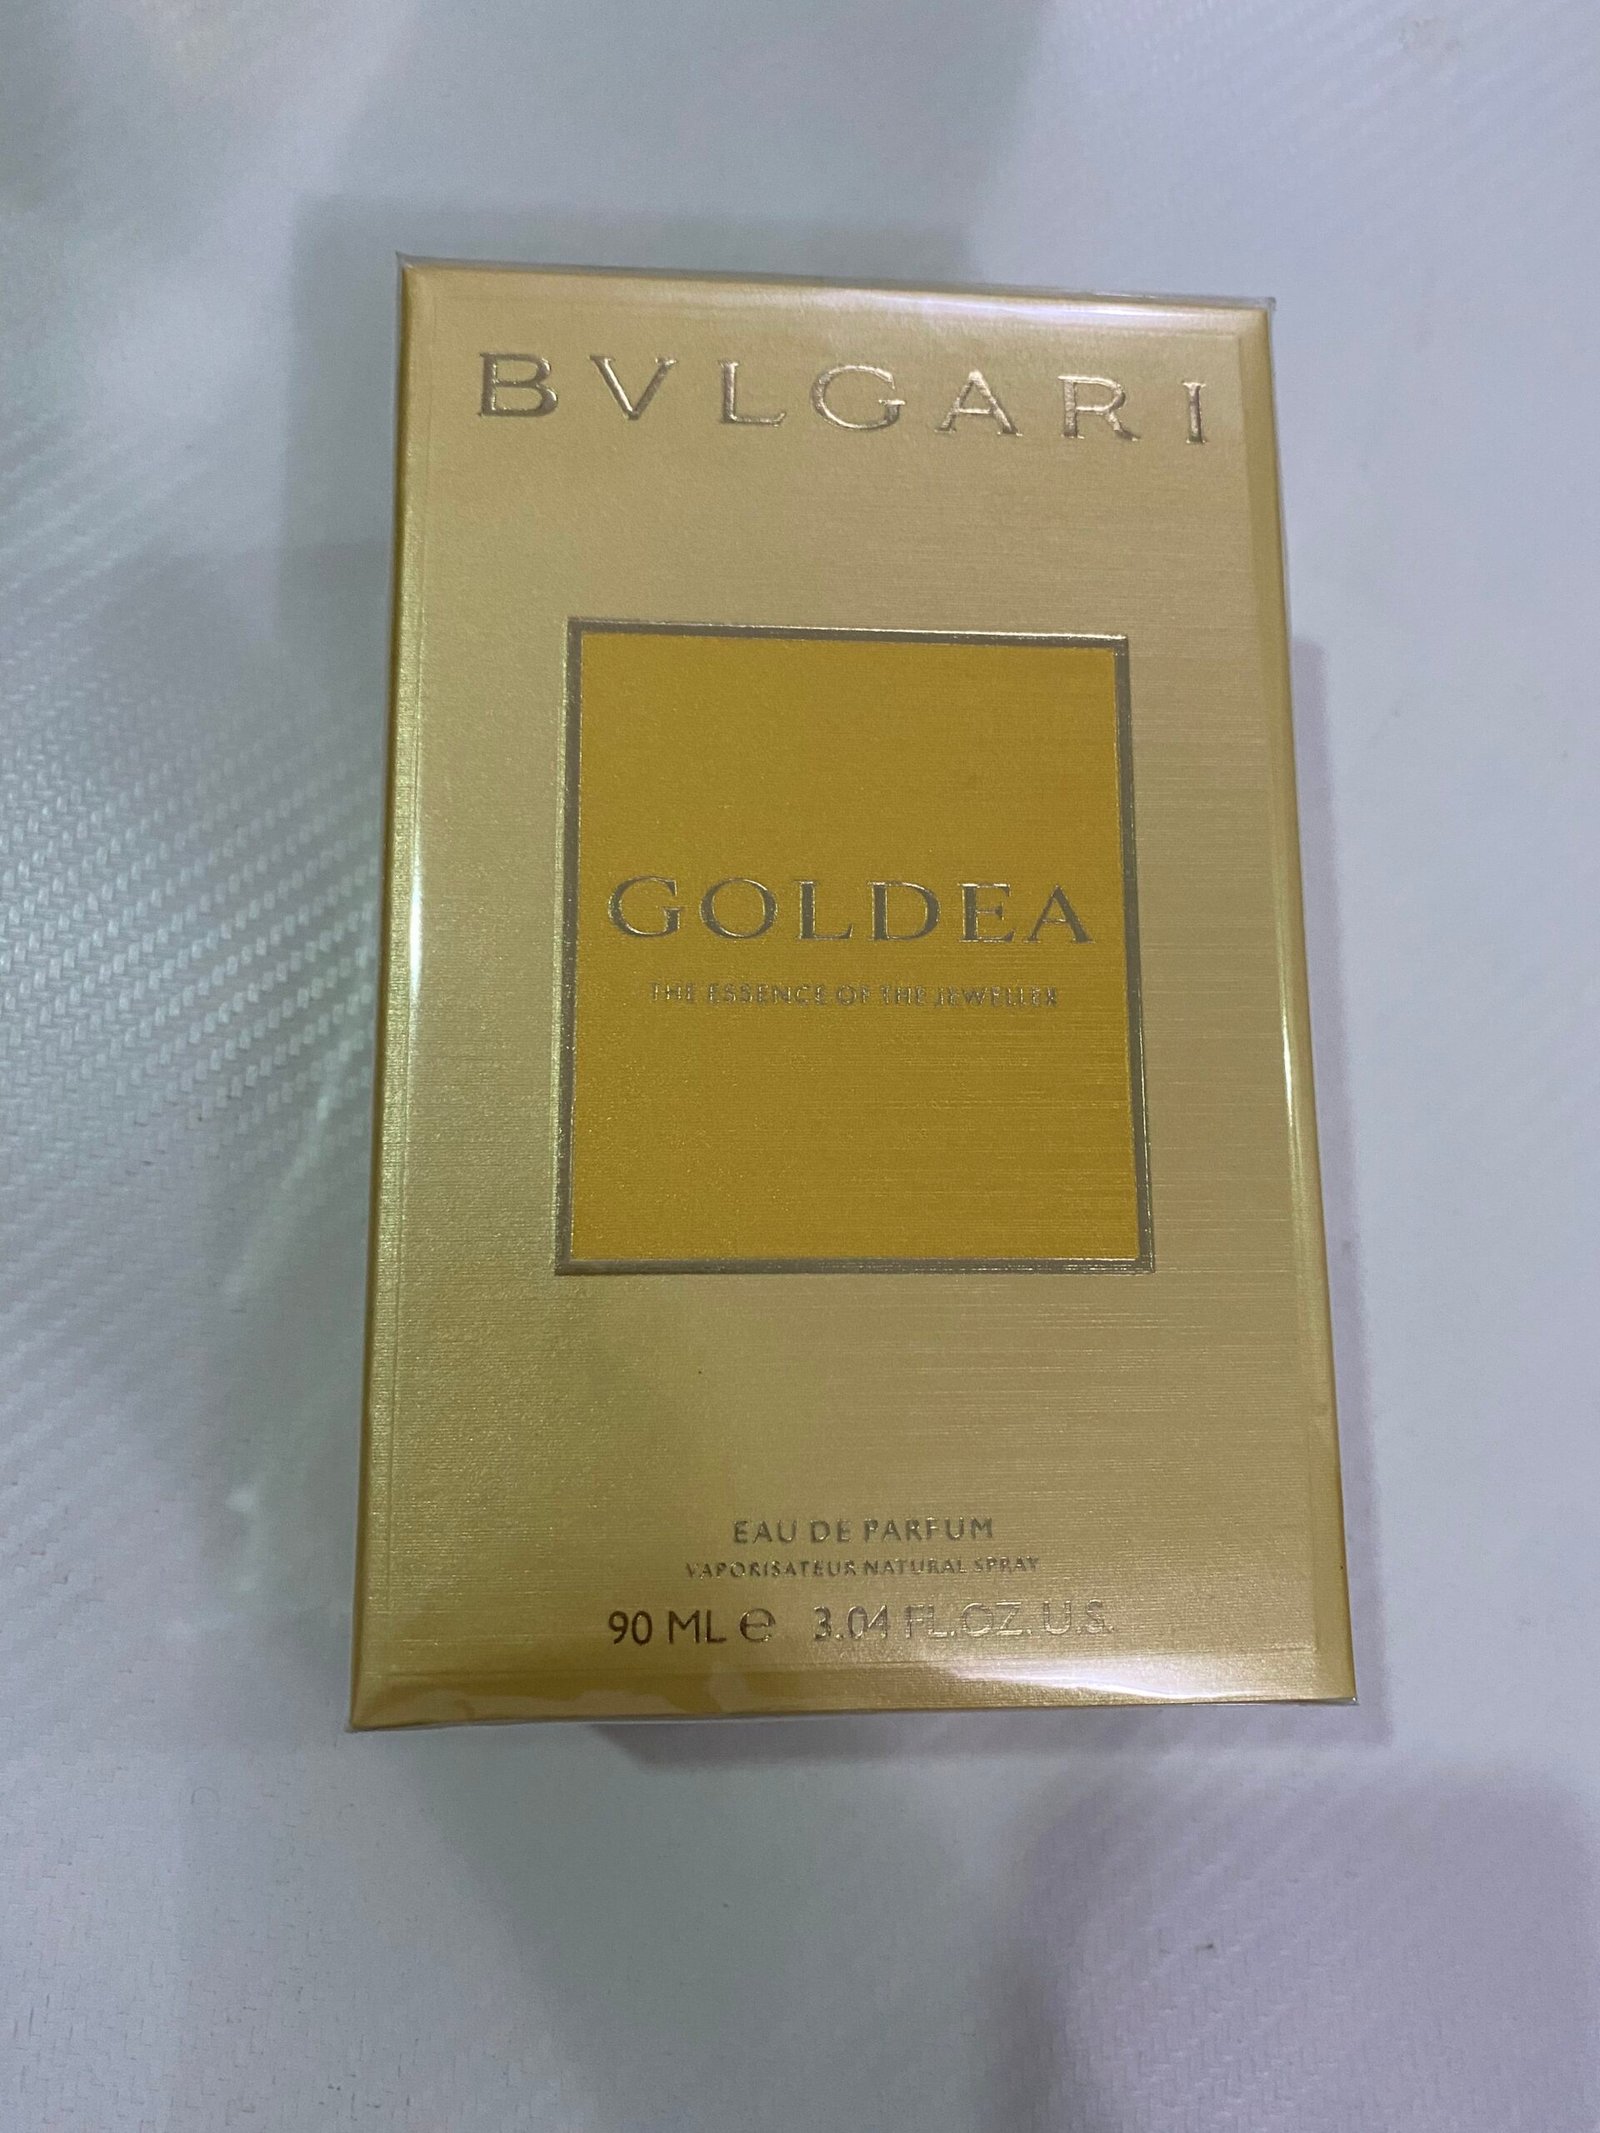 BVLGARI
GOLDEA
THE ESSENCE OF THE JEWELLER
EAU DE PARFUM
VAPORISATEUR NATURAL SPRAY
90 ML ℮ 3.04 FL.OZ. U.S.